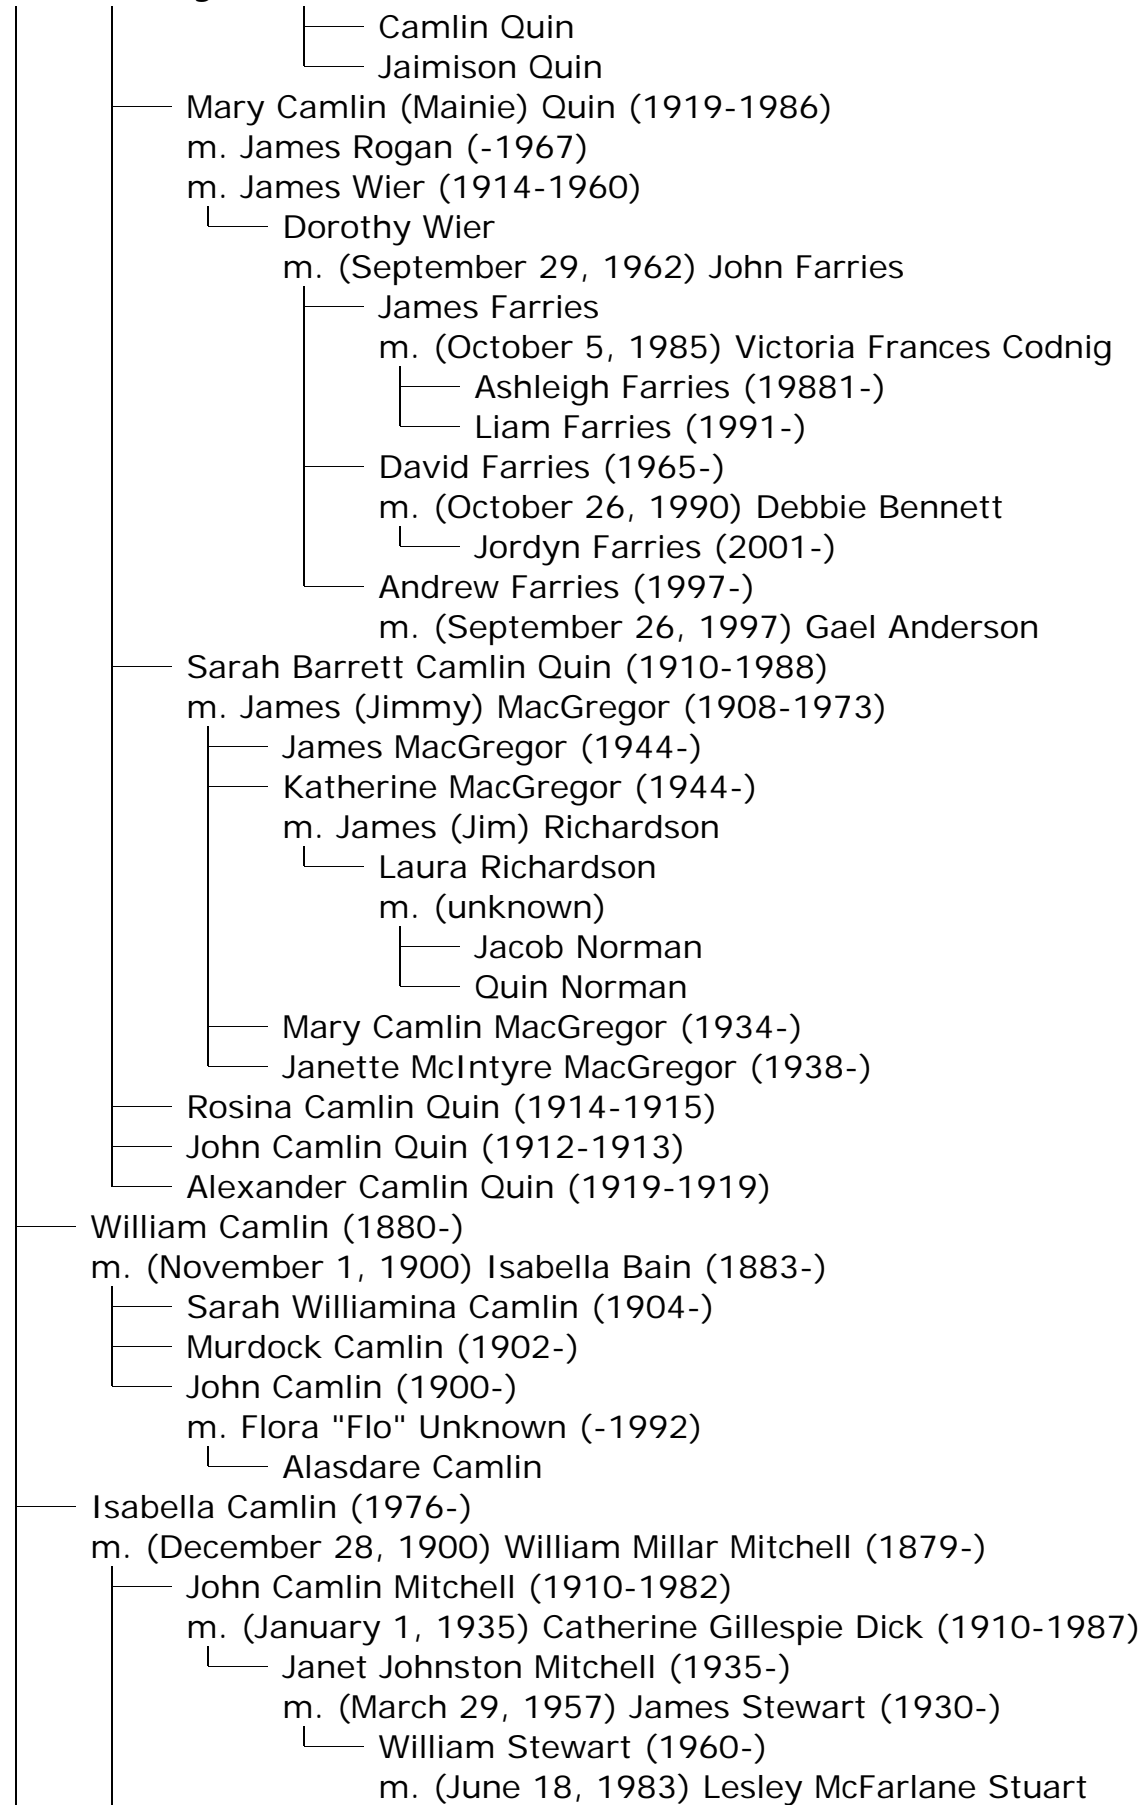 Camlin Quin
Jaimison Quin
Mary Camlin (Mainie) Quin (1919-1986)
m. James Rogan (-1967)
m. James Wier (1914-1960)
Dorothy Wier
m. (September 29, 1962) John Farries
James Farries
m. (October 5, 1985) Victoria Frances Codnig
Ashleigh Farries (19881-)
Liam Farries (1991-)
David Farries (1965-)
m. (October 26, 1990) Debbie Bennett
Jordyn Farries (2001-)
Andrew Farries (1997-)
m. (September 26, 1997) Gael Anderson
Sarah Barrett Camlin Quin (1910-1988)
m. James (Jimmy) MacGregor (1908-1973)
James MacGregor (1944-)
Katherine MacGregor (1944-)
m. James (Jim) Richardson
Laura Richardson
m. (unknown)
Jacob Norman
Quin Norman
Mary Camlin MacGregor (1934-)
Janette McIntyre MacGregor (1938-)
Rosina Camlin Quin (1914-1915)
John Camlin Quin (1912-1913)
Alexander Camlin Quin (1919-1919)
William Camlin (1880-)
m. (November 1, 1900) Isabella Bain (1883-)
Sarah Williamina Camlin (1904-)
Murdock Camlin (1902-)
John Camlin (1900-)
m. Flora "Flo" Unknown (-1992)
Alasdare Camlin
Isabella Camlin (1976-)
m. (December 28, 1900) William Millar Mitchell (1879-)
John Camlin Mitchell (1910-1982)
m. (January 1, 1935) Catherine Gillespie Dick (1910-1987)
Janet Johnston Mitchell (1935-)
m. (March 29, 1957) James Stewart (1930-)
William Stewart (1960-)
m. (June 18, 1983) Lesley McFarlane Stuart